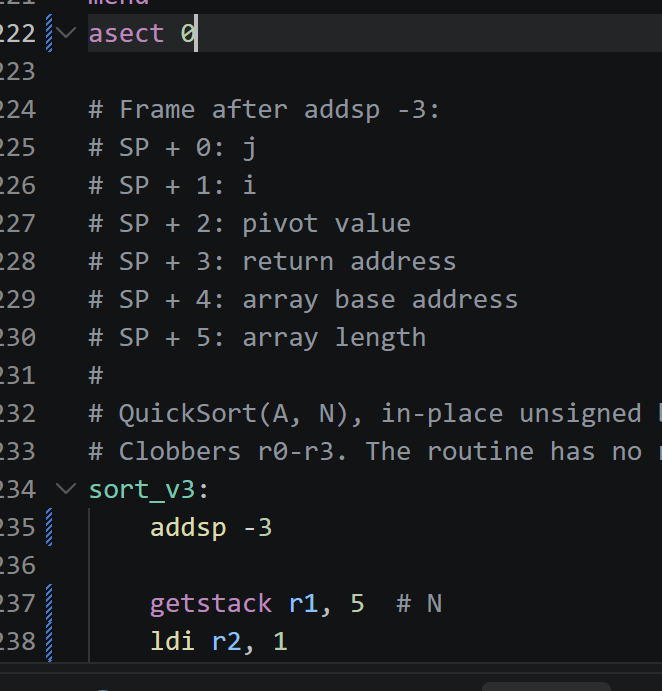 222 asect 0
223
224 # Frame after addsp -3:
225 # SP + 0: j
226 # SP + 1: i
227 # SP + 2: pivot value
228 # SP + 3: return address
229 # SP + 4: array base address
230 # SP + 5: array length
231 #
232 # QuickSort(A, N), in-place unsigned
233 # Clobbers r0-r3. The routine has no
234 sort_v3:
235 addsp -3
236
237 getstack r1, 5 # N
238 ldi r2, 1